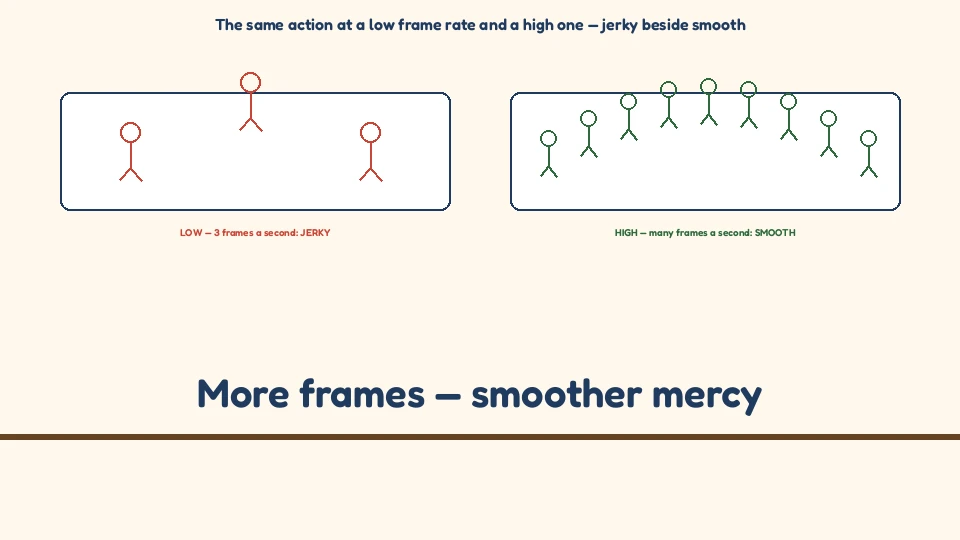 The same action at a low frame rate and a high one — jerky beside smooth
LOW — 3 frames a second: JERKY
HIGH — many frames a second: SMOOTH
More frames — smoother mercy